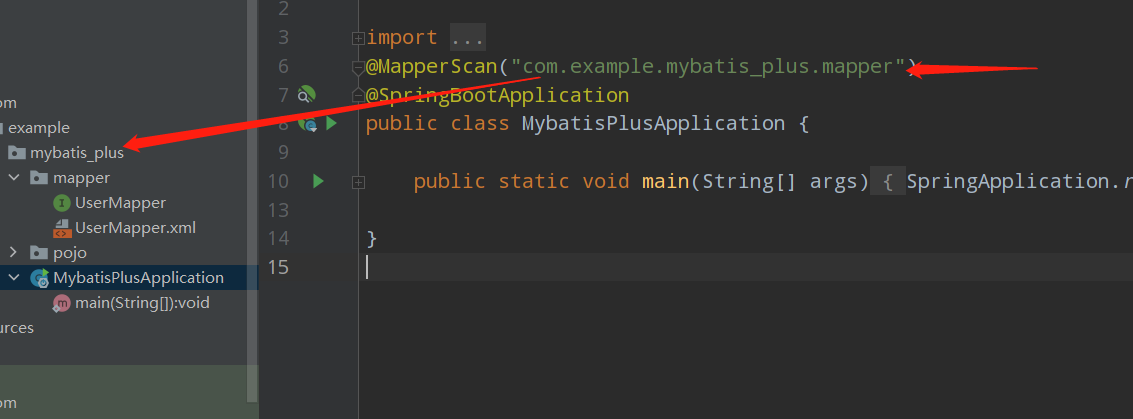 om
example
mybatis_plus
mapper
UserMapper
UserMapper.xml
pojo
MybatisPlusApplication
main(String[]):void
urces
om
2
3 import ...
6 @MapperScan("com.example.mybatis_plus.mapper")
7 @SpringBootApplication
8 public class MybatisPlusApplication {
9
10 public static void main(String[] args) { SpringApplication.r
13
14 }
15